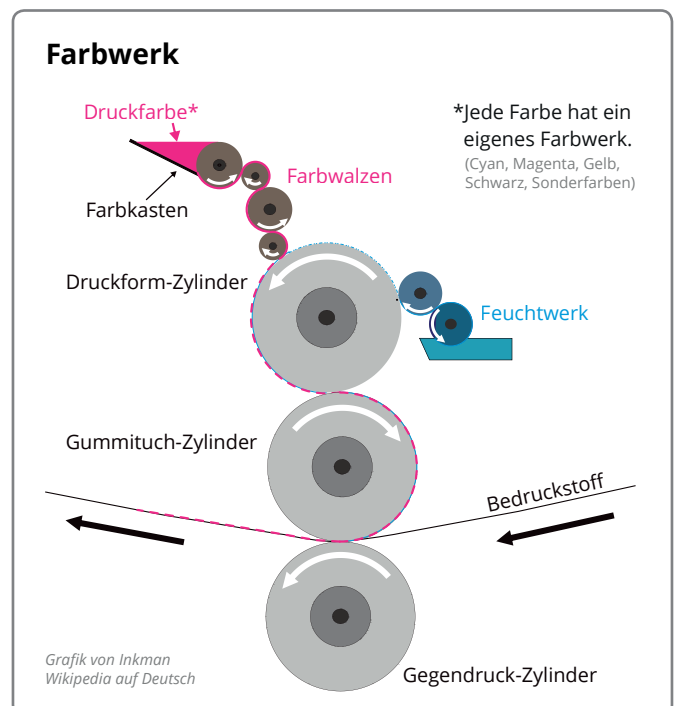 Farbwerk
Druckfarbe*
*Jede Farbe hat ein
eigenes Farbwerk.
(Cyan, Magenta, Gelb,
Schwarz, Sonderfarben)
Farbwalzen
Farbkasten
Druckform-Zylinder
Feuchtwerk
Gummituch-Zylinder
Bedruckstoff
Grafik von Inkman
Wikipedia auf Deutsch
Gegendruck-Zylinder